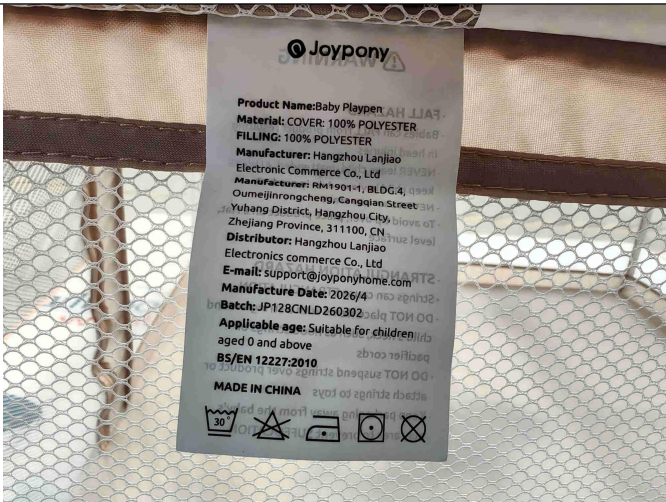 Joypony
Product Name:Baby Playpen
Material: COVER: 100% POLYESTER
FILLING: 100% POLYESTER
Manufacturer: Hangzhou Lanjiao
Electronic Commerce Co., Ltd
Manufacturer: RM1901-1, BLDG.4,
Oumeijinrongcheng, Cangqian Street
Yuhang District, Hangzhou City,
Zhejiang Province, 311100, CN
Distributor: Hangzhou Lanjiao
Electronics commerce Co., Ltd
E-mail: support@joyponyhome.com
Manufacture Date: 2026/4
Batch: JP128CNLD260302
Applicable age: Suitable for children
aged 0 and above
BS/EN 12227:2010
MADE IN CHINA
30°